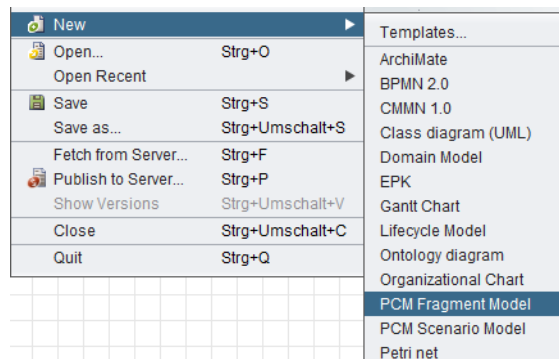 New
Open... Strg+O
Open Recent
Save Strg+S
Save as... Strg+Umschalt+S
Fetch from Server... Strg+F
Publish to Server... Strg+P
Show Versions Strg+Umschalt+V
Close Strg+Umschalt+C
Quit Strg+Q
Templates...
ArchiMate
BPMN 2.0
CMMN 1.0
Class diagram (UML)
Domain Model
EPK
Gantt Chart
Lifecycle Model
Ontology diagram
Organizational Chart
PCM Fragment Model
PCM Scenario Model
Petri net